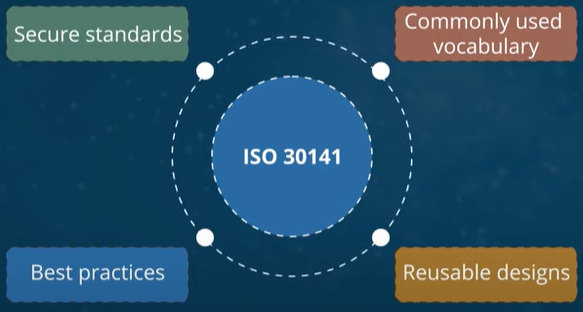 Secure standards
Commonly used
vocabulary
ISO 30141
Best practices
Reusable designs